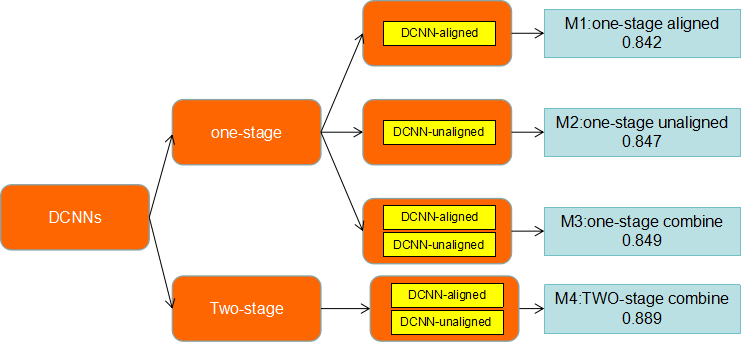 DCNN-aligned
M1:one-stage aligned
0.842
one-stage
DCNN-unaligned
M2:one-stage unaligned
0.847
DCNNs
DCNN-aligned
DCNN-unaligned
M3:one-stage combine
0.849
Two-stage
DCNN-aligned
DCNN-unaligned
M4:TWO-stage combine
0.889